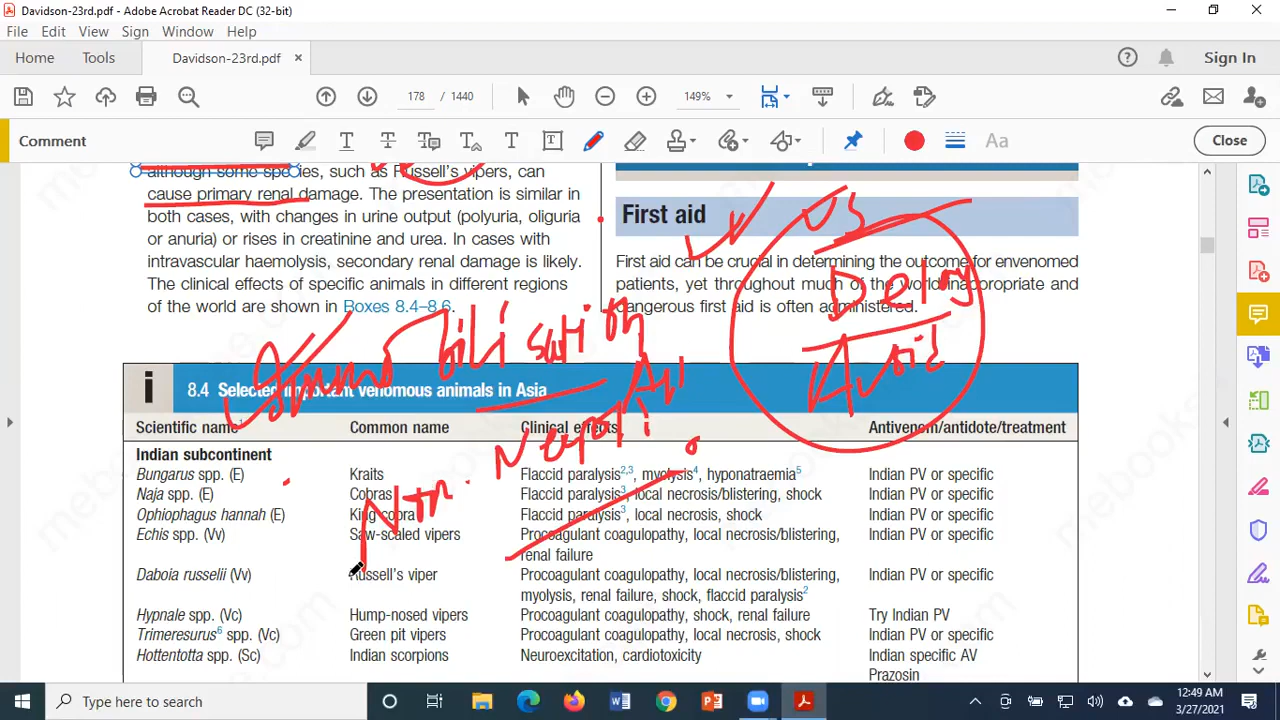 Davidson-23rd.pdf - Adobe Acrobat Reader DC (32-bit)
File Edit View Sign Window Help
Home Tools Davidson-23rd.pdf × Sign In
178 / 1440 149%
Comment Close
although some species, such as Russell's vipers, can
cause primary renal damage. The presentation is similar in
both cases, with changes in urine output (polyuria, oliguria
or anuria) or rises in creatinine and urea. In cases with
intravascular haemolysis, secondary renal damage is likely.
The clinical effects of specific animals in different regions
of the world are shown in Boxes 8.4–8.6.
First aid
First aid can be crucial in determining the outcome for envenomed
patients, yet throughout much of the world inappropriate and
dangerous first aid is often administered.
Delay
Avoid
Immobilisation
i 8.4 Selected important venomous animals in Asia
Scientific name¹ Common name Clinical effects Antivenom/antidote/treatment
Indian subcontinent
Bungarus spp. (E) Kraits Flaccid paralysis²,³, myolysis⁴, hyponatraemia⁵ Indian PV or specific
Naja spp. (E) Cobras Flaccid paralysis³, local necrosis/blistering, shock Indian PV or specific
Ophiophagus hannah (E) King cobra Flaccid paralysis³, local necrosis, shock Indian PV or specific
Echis spp. (Vv) Saw-scaled vipers Procoagulant coagulopathy, local necrosis/blistering, Indian PV or specific
renal failure
Daboia russelii (Vv) Russell's viper Procoagulant coagulopathy, local necrosis/blistering, Indian PV or specific
myolysis, renal failure, shock, flaccid paralysis²
Hypnale spp. (Vc) Hump-nosed vipers Procoagulant coagulopathy, shock, renal failure Try Indian PV
Trimeresurus⁶ spp. (Vc) Green pit vipers Procoagulant coagulopathy, local necrosis, shock Indian PV or specific
Hottentotta spp. (Sc) Indian scorpions Neuroexcitation, cardiotoxicity Indian specific AV
Prazosin
Type here to search 12:49 AM
3/27/2021